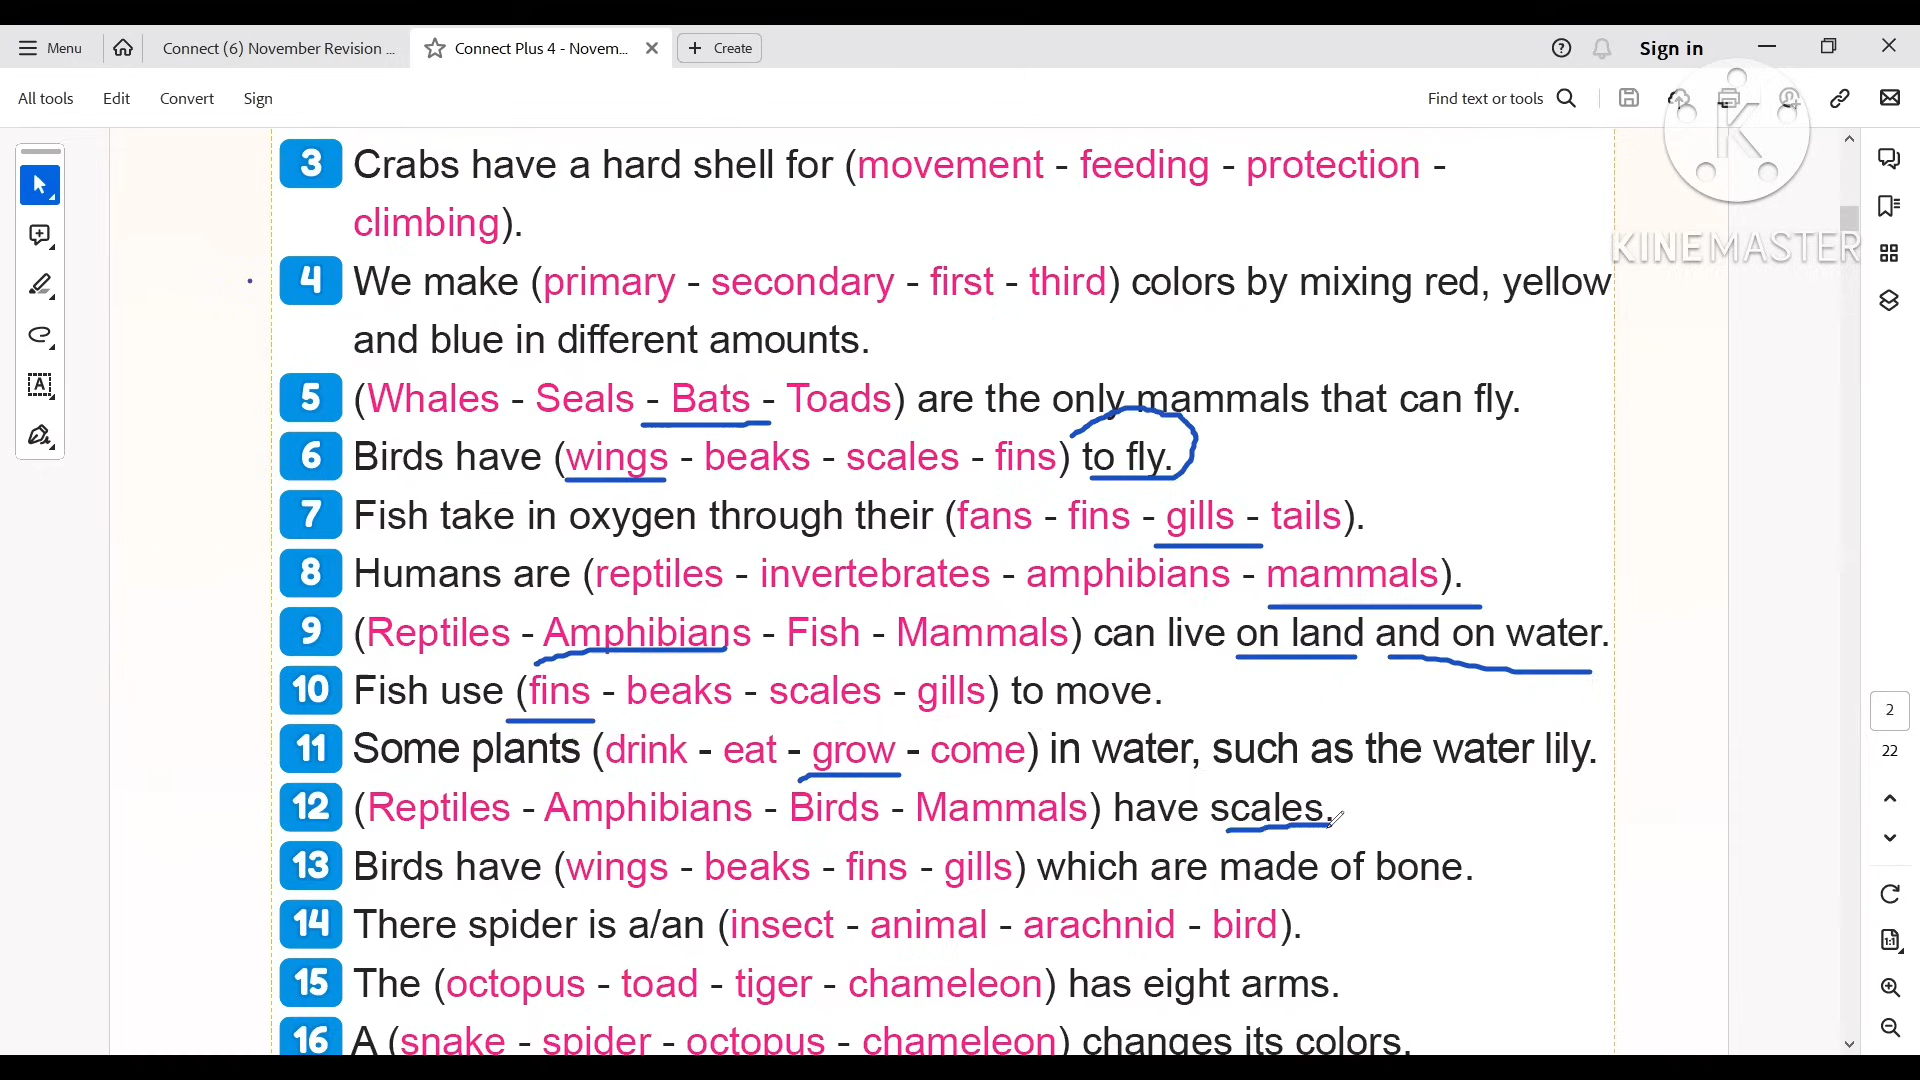 Menu
Connect (6) November Revision ...
Connect Plus 4 - Novem...
Create
Sign in
All tools
Edit
Convert
Sign
Find text or tools
K
KINEMASTER
3 Crabs have a hard shell for (movement - feeding - protection -
climbing).
4 We make (primary - secondary - first - third) colors by mixing red, yellow
and blue in different amounts.
5 (Whales - Seals - Bats - Toads) are the only mammals that can fly.
6 Birds have (wings - beaks - scales - fins) to fly.
7 Fish take in oxygen through their (fans - fins - gills - tails).
8 Humans are (reptiles - invertebrates - amphibians - mammals).
9 (Reptiles - Amphibians - Fish - Mammals) can live on land and on water.
10 Fish use (fins - beaks - scales - gills) to move.
11 Some plants (drink - eat - grow - come) in water, such as the water lily.
12 (Reptiles - Amphibians - Birds - Mammals) have scales.
13 Birds have (wings - beaks - fins - gills) which are made of bone.
14 There spider is a/an (insect - animal - arachnid - bird).
15 The (octopus - toad - tiger - chameleon) has eight arms.
16 A (snake - spider - octopus - chameleon) changes its colors.
2
22